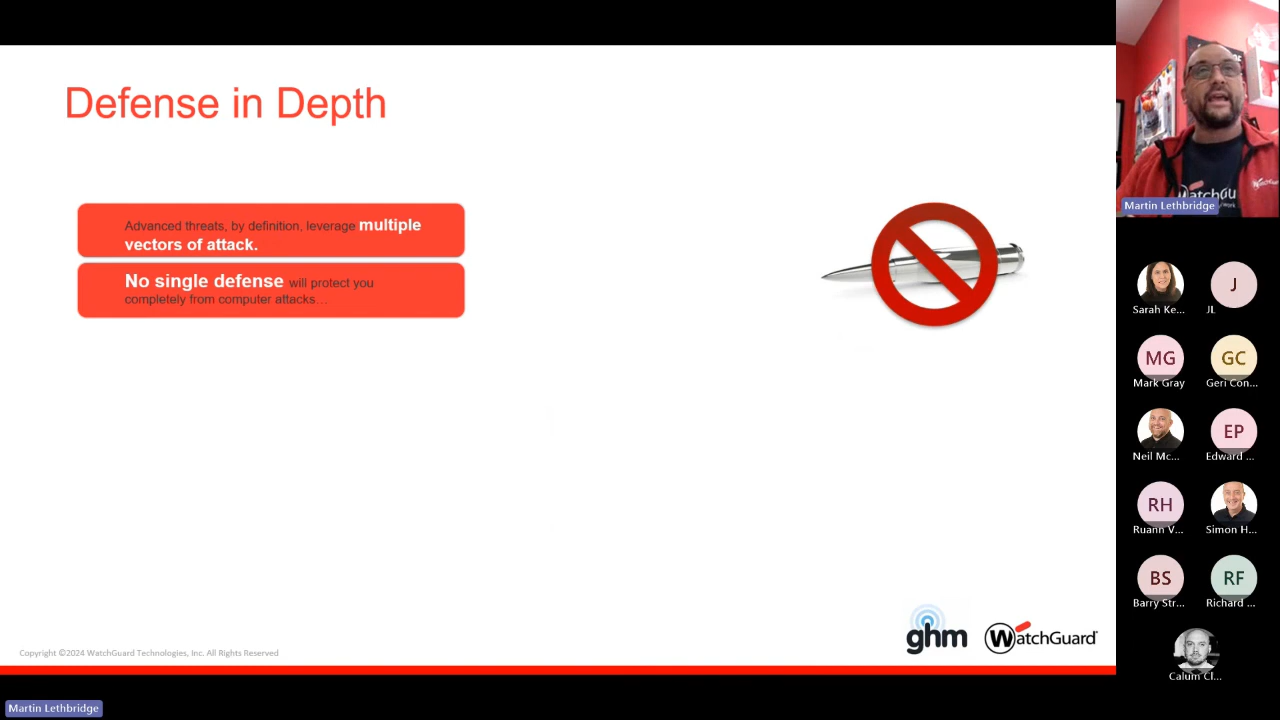 Defense in Depth
Advanced threats, by definition, leverage multiple
vectors of attack.
No single defense will protect you
completely from computer attacks...
Copyright ©2024 WatchGuard Technologies, Inc. All Rights Reserved
ghm
WatchGuard
Martin Lethbridge
Martin Lethbridge
Sarah Ke...
J
JL
MG
Mark Gray
GC
Geri Con...
Neil Mc...
EP
Edward ...
RH
Ruann V...
Simon H...
BS
Barry Str...
RF
Richard ...
Calum Cl...